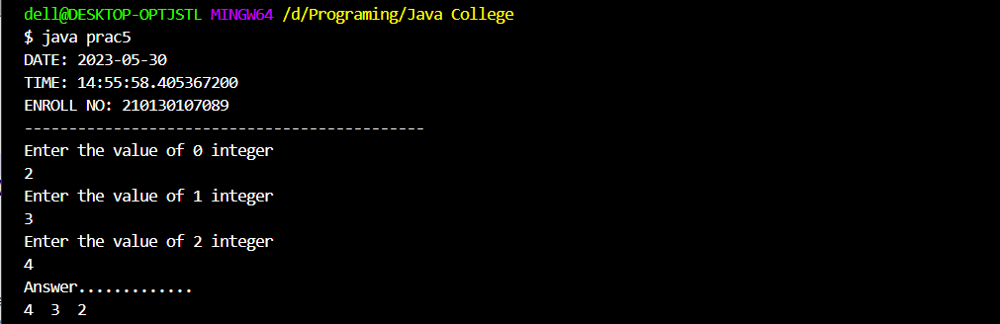 dell@DESKTOP-OPTJSTL MINGW64 /d/Programing/Java College
$ java prac5
DATE: 2023-05-30
TIME: 14:55:58.405367200
ENROLL NO: 210130107089
---------------------------------------------
Enter the value of 0 integer
2
Enter the value of 1 integer
3
Enter the value of 2 integer
4
Answer.............
4  3  2